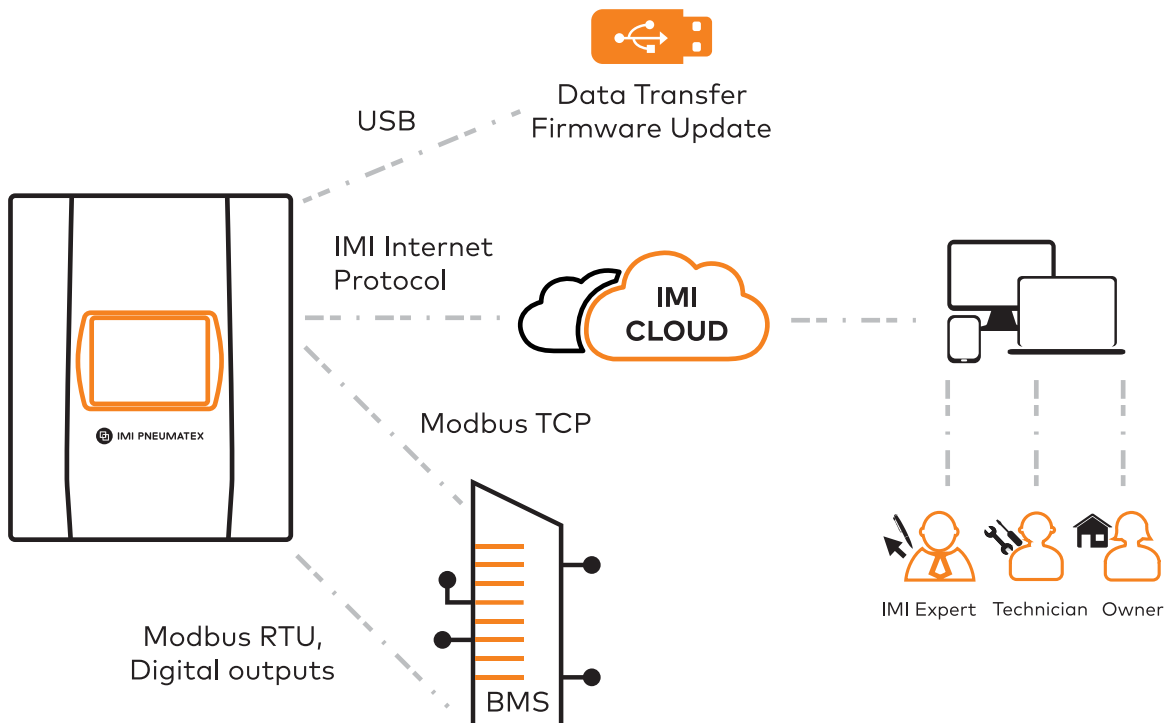 Data Transfer
Firmware Update
USB
IMI Internet
Protocol
IMI
CLOUD
IMI PNEUMATEX
Modbus TCP
IMI Expert
Technician
Owner
Modbus RTU,
Digital outputs
BMS